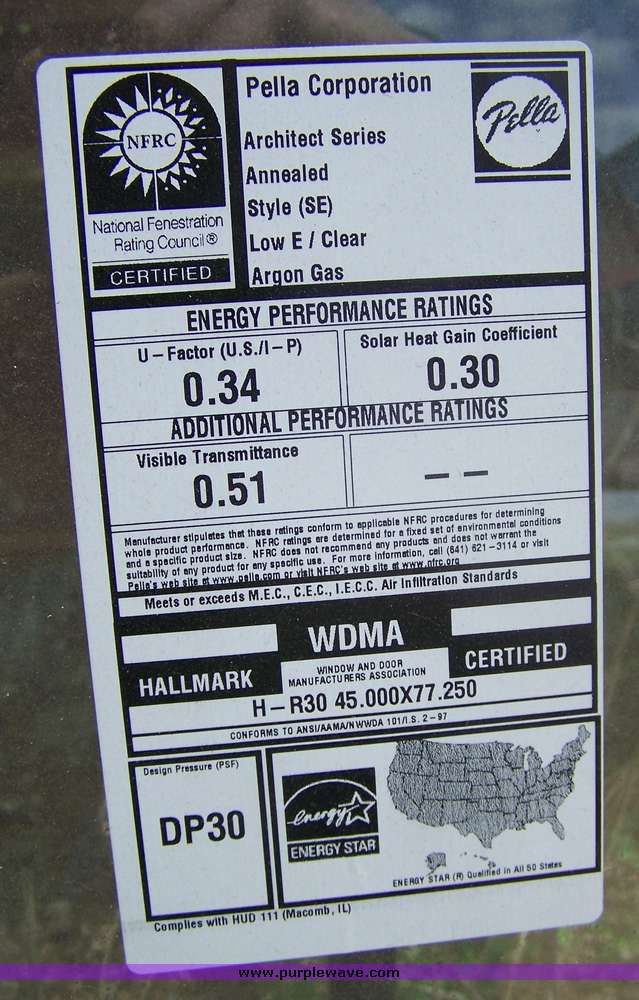 NFRC
National Fenestration
Rating Council®
CERTIFIED
Pella Corporation
Pella
Architect Series
Annealed
Style (SE)
Low E / Clear
Argon Gas
ENERGY PERFORMANCE RATINGS
U-Factor (U.S./I-P)
0.34
Solar Heat Gain Coefficient
0.30
ADDITIONAL PERFORMANCE RATINGS
Visible Transmittance
0.51
— —
Manufacturer stipulates that these ratings conform to applicable NFRC procedures for determining
whole product performance. NFRC ratings are determined for a fixed set of environmental conditions
and a specific product size. NFRC does not recommend any products and does not warrant the
suitability of any product for any specific use. For more information, call (641) 621-3114 or visit
Pella's web site at www.pella.com or visit NFRC's web site at www.nfrc.org
Meets or exceeds M.E.C., C.E.C., I.E.C.C. Air Infiltration Standards
WDMA
HALLMARK
WINDOW AND DOOR
MANUFACTURERS ASSOCIATION
CERTIFIED
H-R30 45.000X77.250
CONFORMS TO ANSI/AAMA/NWWDA 101/I.S. 2-97
Design Pressure (PSF)
DP30
energy
ENERGY STAR
ENERGY STAR (R) Qualified in All 50 States
Complies with HUD 111 (Macomb, IL)
www.purplewave.com